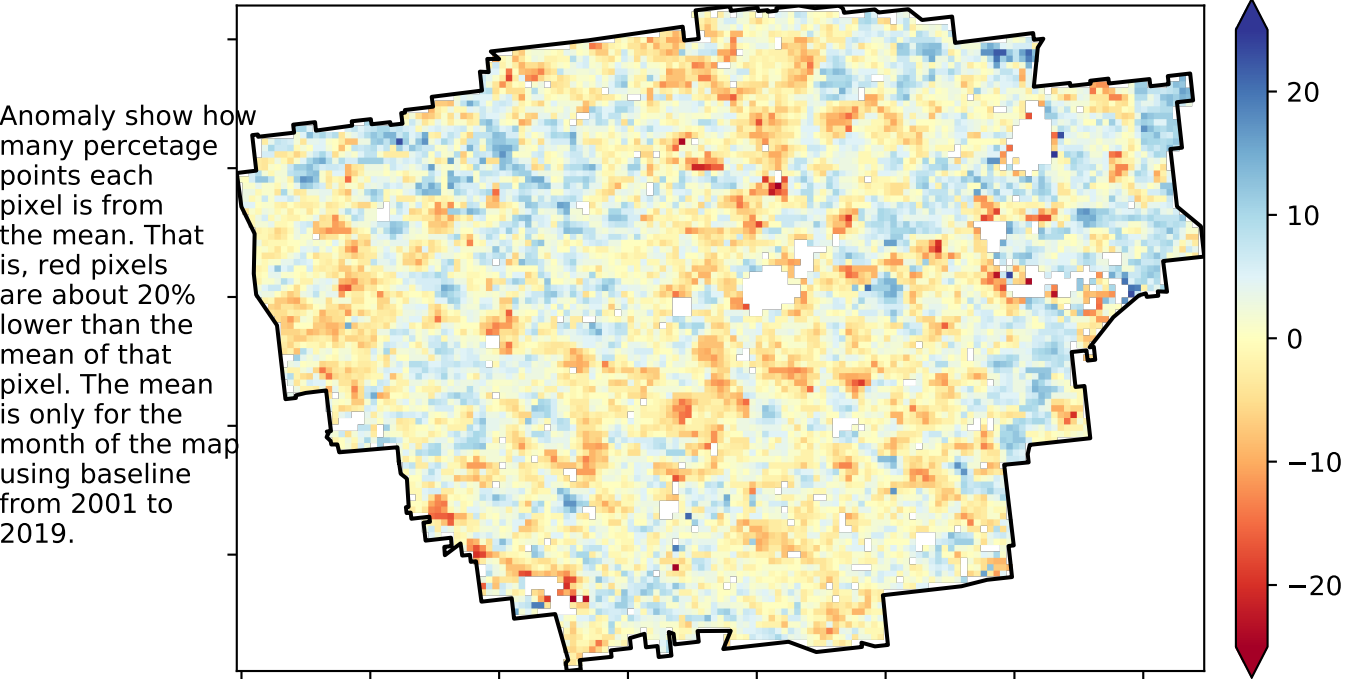 Anomaly show how
many percetage
points each
pixel is from
the mean. That
is, red pixels
are about 20%
lower than the
mean of that
pixel. The mean
is only for the
month of the map
using baseline
from 2001 to
2019.
20
10
0
−10
−20